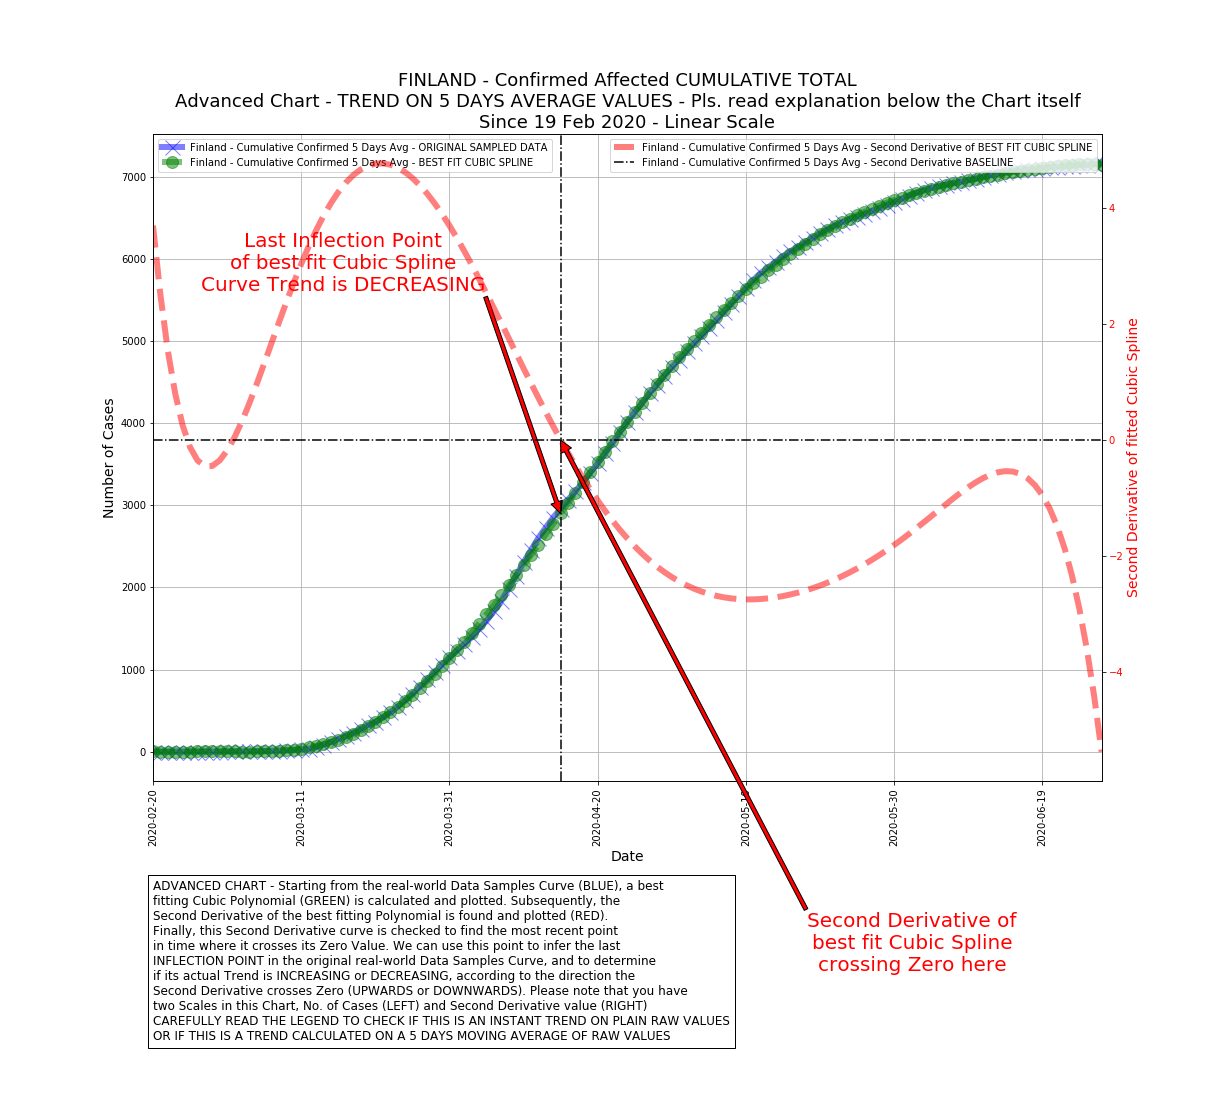 FINLAND - Confirmed Affected CUMULATIVE TOTAL
Advanced Chart - TREND ON 5 DAYS AVERAGE VALUES - Pls. read explanation below the Chart itself
Since 19 Feb 2020 - Linear Scale
Finland - Cumulative Confirmed 5 Days Avg - ORIGINAL SAMPLED DATA
Finland - Cumulative Confirmed 5 Days Avg - BEST FIT CUBIC SPLINE
Finland - Cumulative Confirmed 5 Days Avg - Second Derivative of BEST FIT CUBIC SPLINE
Finland - Cumulative Confirmed 5 Days Avg - Second Derivative BASELINE
Last Inflection Point
of best fit Cubic Spline
Curve Trend is DECREASING
Number of Cases
7000
6000
5000
4000
3000
2000
1000
0
4
2
0
−2
−4
Second Derivative of fitted Cubic Spline
2020-02-20
2020-03-11
2020-03-31
2020-04-20
2020-05-10
2020-05-30
2020-06-19
Date
ADVANCED CHART - Starting from the real-world Data Samples Curve (BLUE), a best
fitting Cubic Polynomial (GREEN) is calculated and plotted. Subsequently, the
Second Derivative of the best fitting Polynomial is found and plotted (RED).
Finally, this Second Derivative curve is checked to find the most recent point
in time where it crosses its Zero Value. We can use this point to infer the last
INFLECTION POINT in the original real-world Data Samples Curve, and to determine
if its actual Trend is INCREASING or DECREASING, according to the direction the
Second Derivative crosses Zero (UPWARDS or DOWNWARDS). Please note that you have
two Scales in this Chart, No. of Cases (LEFT) and Second Derivative value (RIGHT)
CAREFULLY READ THE LEGEND TO CHECK IF THIS IS AN INSTANT TREND ON PLAIN RAW VALUES
OR IF THIS IS A TREND CALCULATED ON A 5 DAYS MOVING AVERAGE OF RAW VALUES
Second Derivative of
best fit Cubic Spline
crossing Zero here